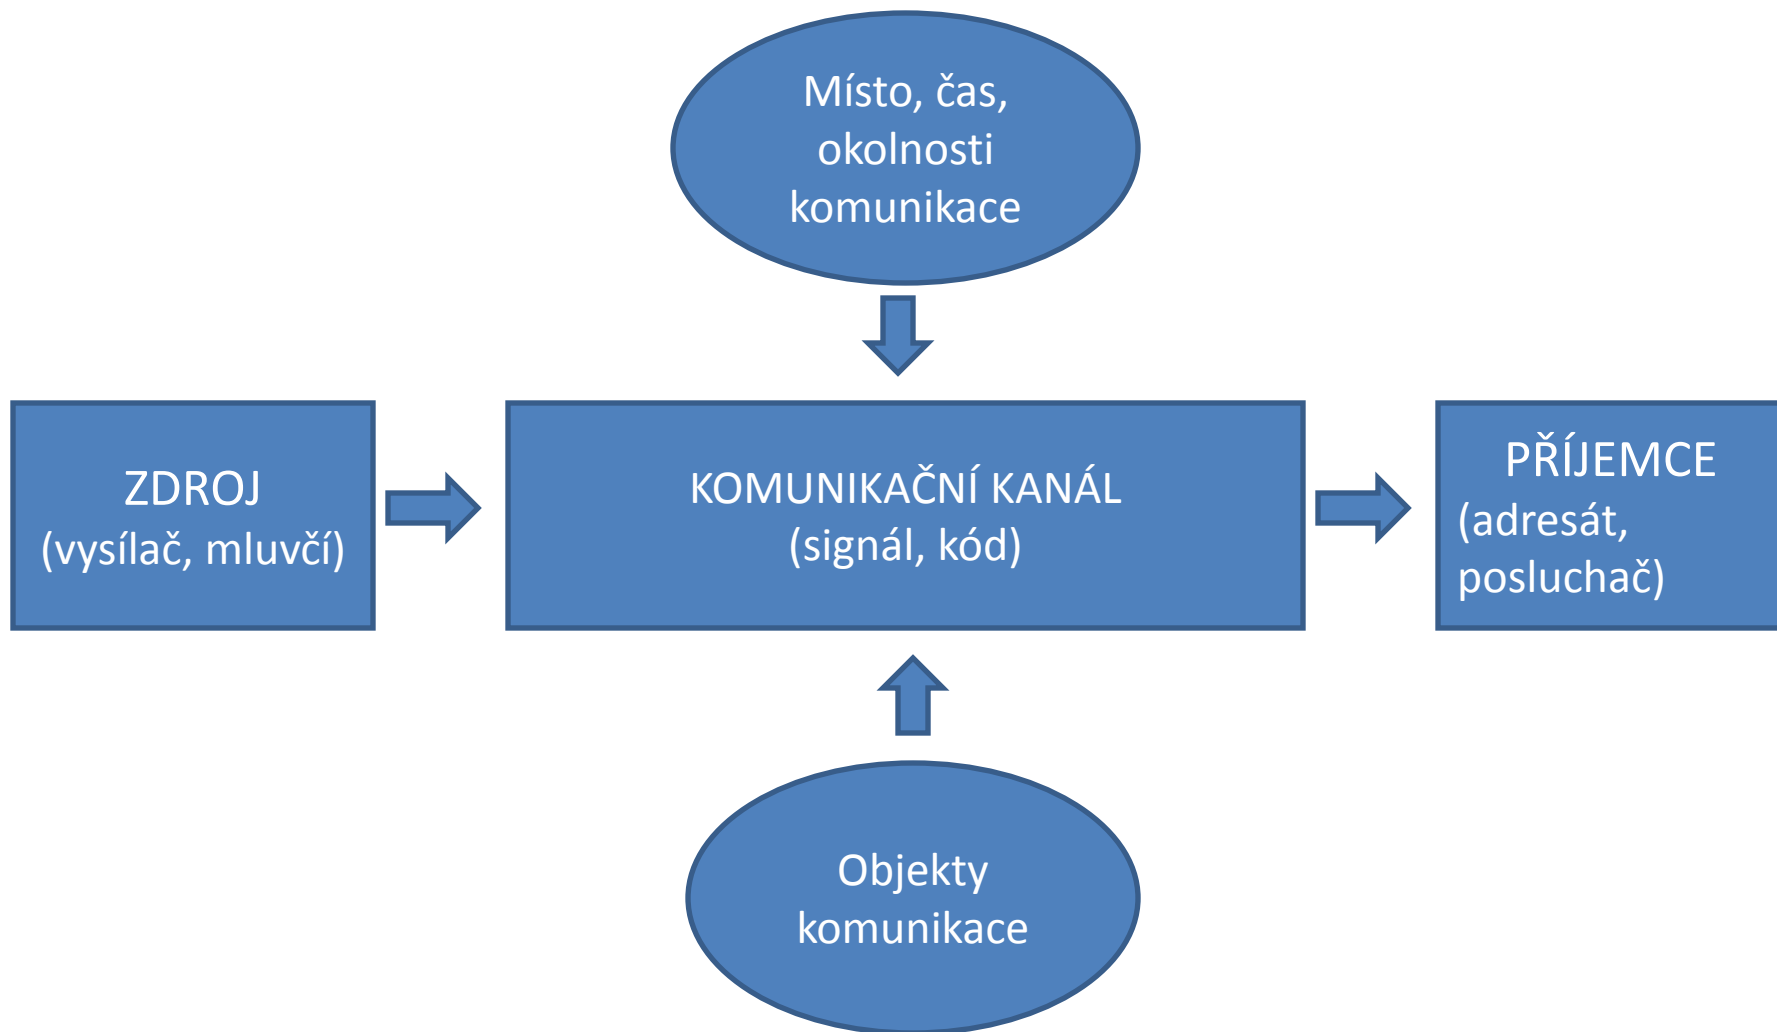 Místo, čas,
okolnosti
komunikace
ZDROJ
(vysílač, mluvčí)
KOMUNIKAČNÍ KANÁL
(signál, kód)
PŘÍJEMCE
(adresát,
posluchač)
Objekty
komunikace